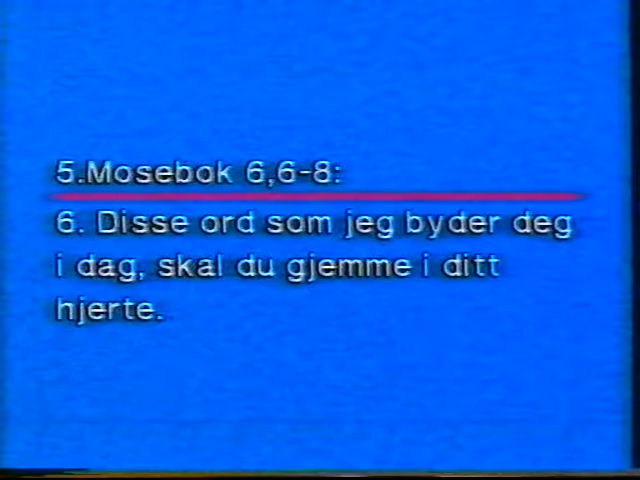 5.Mosebok 6,6-8:
6. Disse ord som jeg byder deg
i dag, skal du gjemme i ditt
hjerte.